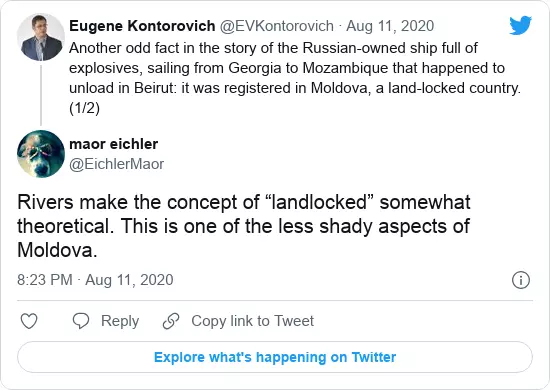 Eugene Kontorovich @EVKontorovich · Aug 11, 2020
Another odd fact in the story of the Russian-owned ship full of
explosives, sailing from Georgia to Mozambique that happened to
unload in Beirut: it was registered in Moldova, a land-locked country.
(1/2)
maor eichler
@EichlerMaor
Rivers make the concept of “landlocked” somewhat
theoretical. This is one of the less shady aspects of
Moldova.
8:23 PM · Aug 11, 2020
Reply Copy link to Tweet
Explore what's happening on Twitter